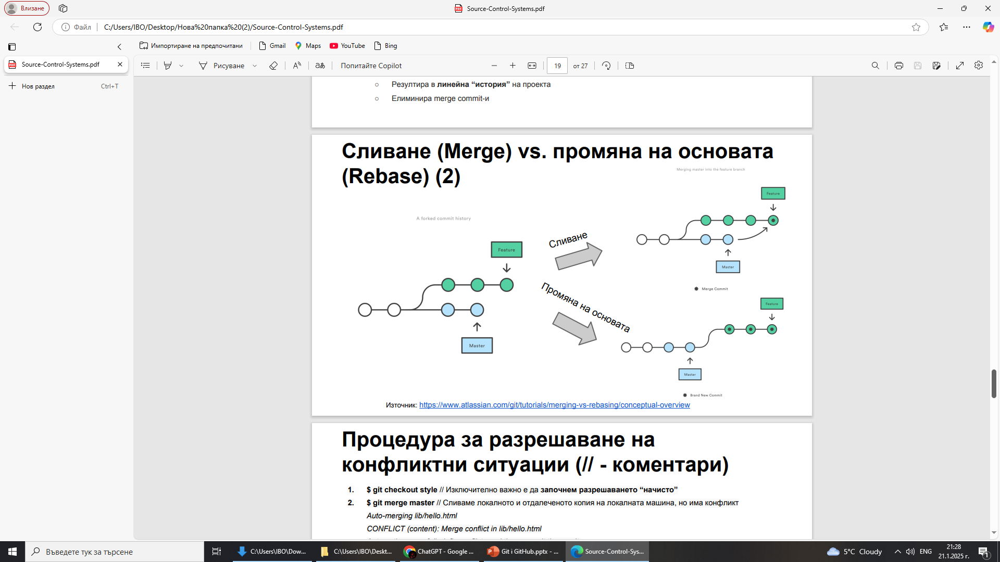 Влизане
Source-Control-Systems.pdf
Файл
C:/Users/IBO/Desktop/Нова%20папка%20(2)/Source-Control-Systems.pdf
Импортиране на предпочитани
Gmail
Maps
YouTube
Bing
Source-Control-Systems.pdf
Нов раздел
Ctrl+T
Рисуване
Попитайте Copilot
19
от 27
Резултира в линейна “история” на проекта
Елиминира merge commit-и
Сливане (Merge) vs. промяна на основата
(Rebase) (2)
Merging master into the feature branch
Feature
A forked commit history
Сливане
Feature
Master
Merge Commit
Промяна на основата
Feature
Master
Master
Brand New Commit
Източник: https://www.atlassian.com/git/tutorials/merging-vs-rebasing/conceptual-overview
Процедура за разрешаване на
конфликтни ситуации (// - коментари)
1. $ git checkout style // Изключително важно е да започнем разрешаването “начисто”
2. $ git merge master // Сливаме локалното и отдалеченото копия на локалната машина, но има конфликт
Auto-merging lib/hello.html
CONFLICT (content): Merge conflict in lib/hello.html
Въведете тук за търсене
C:\Users\IBO\Dow...
C:\Users\IBO\Deskt...
ChatGPT - Google ...
Git i GitHub.pptx - ...
Source-Control-Sys...
5°C Cloudy
ENG
21:28
21.1.2025 г.
1